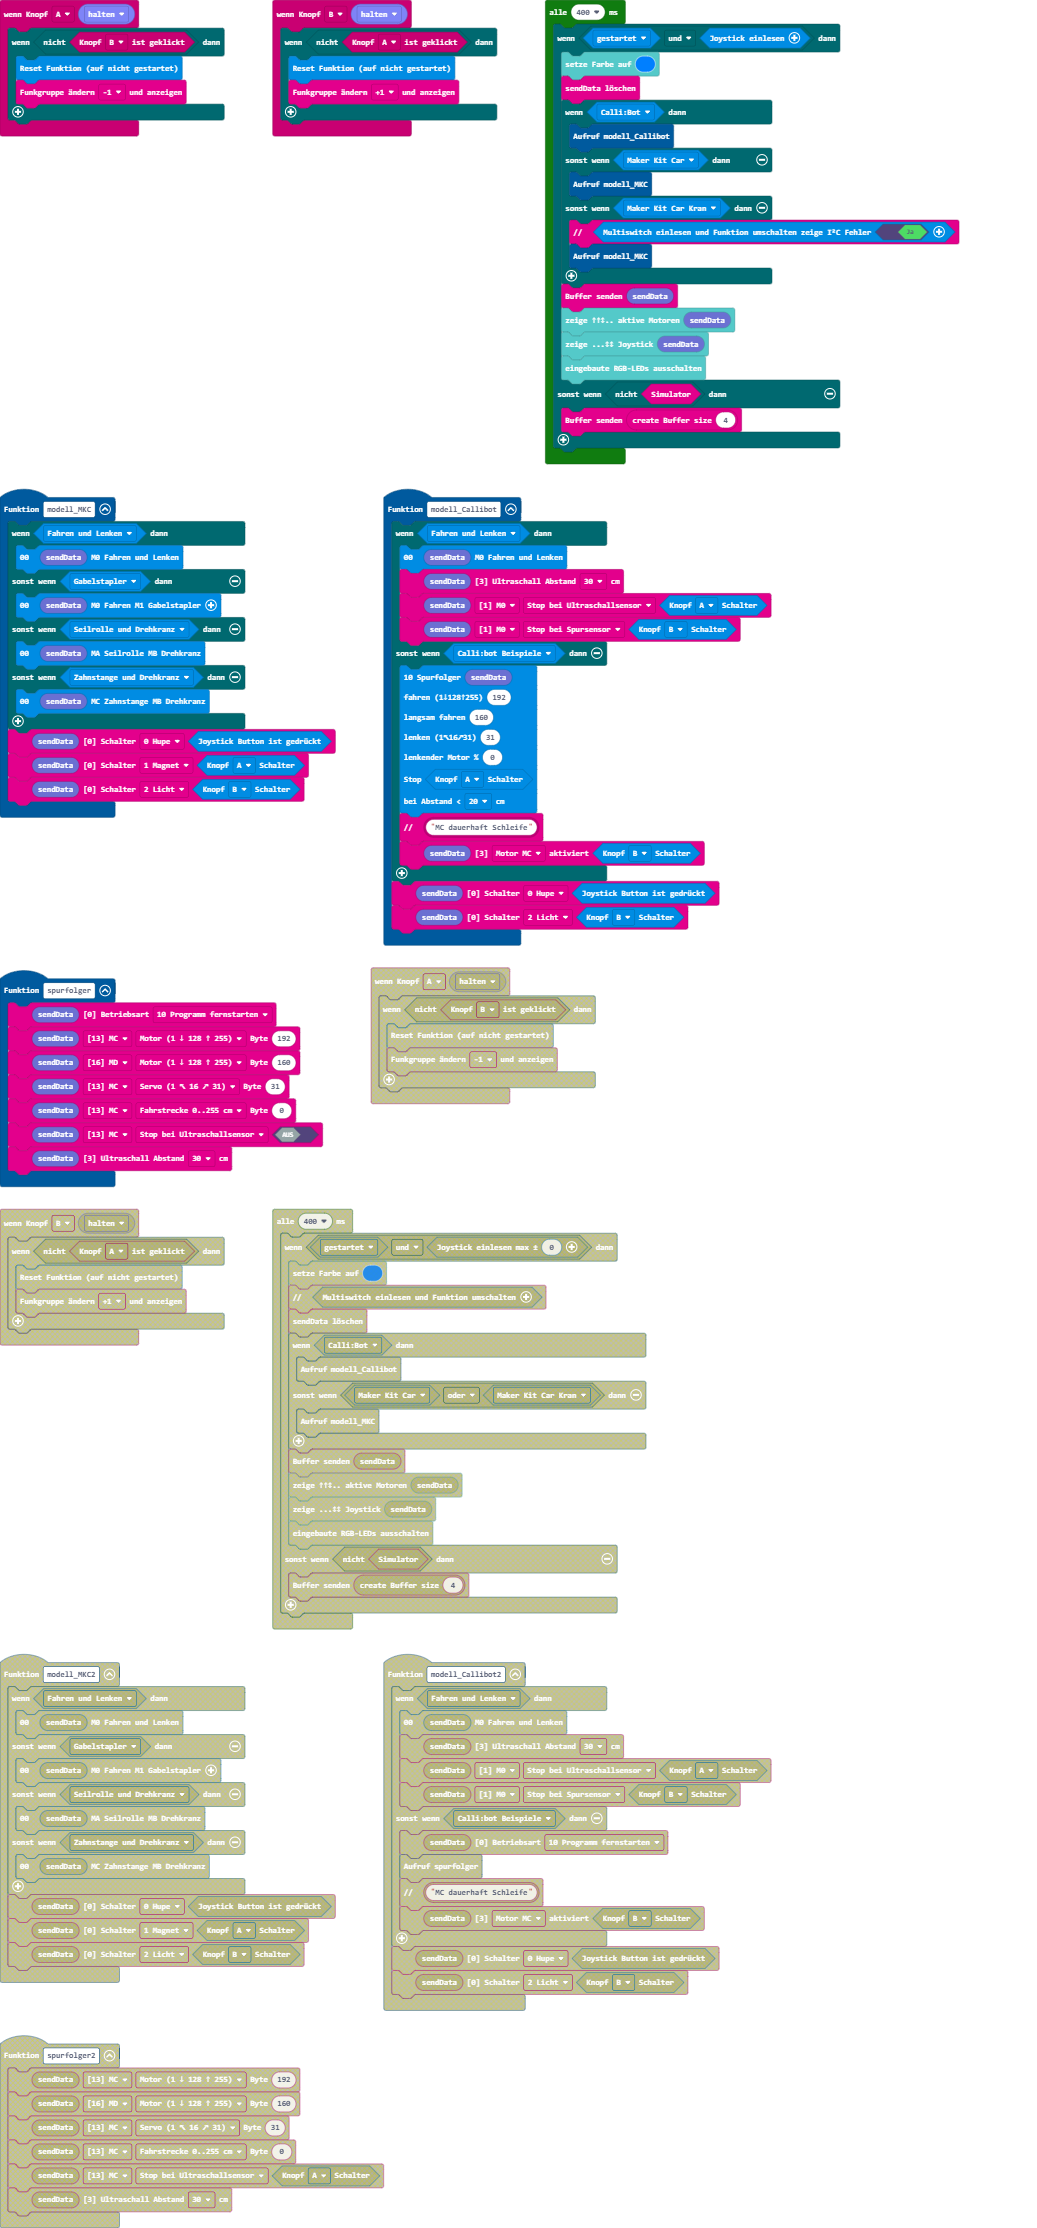 wenn Knopf A halten
wenn nicht Knopf B ist geklickt dann
Reset Funktion (auf nicht gestartet)
Funkgruppe ändern -1 und anzeigen
wenn Knopf B halten
wenn nicht Knopf A ist geklickt dann
Reset Funktion (auf nicht gestartet)
Funkgruppe ändern +1 und anzeigen
alle 400 ms
wenn gestartet und Joystick einlesen dann
setze Farbe auf
sendData löschen
wenn Calli:Bot dann
Aufruf modell_Callibot
sonst wenn Maker Kit Car dann
Aufruf modell_MKC
sonst wenn Maker Kit Car Kran dann
// Multiswitch einlesen und Funktion umschalten zeige I²C Fehler Ja
Aufruf modell_MKC
Buffer senden sendData
zeige ↑↑↕.. aktive Motoren sendData
zeige ...↕↕ Joystick sendData
eingebaute RGB-LEDs ausschalten
sonst wenn nicht Simulator dann
Buffer senden create Buffer size 4
Funktion modell_MKC
wenn Fahren und Lenken dann
00 sendData M0 Fahren und Lenken
sonst wenn Gabelstapler dann
00 sendData M0 Fahren M1 Gabelstapler
sonst wenn Seilrolle und Drehkranz dann
00 sendData MA Seilrolle MB Drehkranz
sonst wenn Zahnstange und Drehkranz dann
00 sendData MC Zahnstange MB Drehkranz
sendData [0] Schalter 0 Hupe Joystick Button ist gedrückt
sendData [0] Schalter 1 Magnet Knopf A Schalter
sendData [0] Schalter 2 Licht Knopf B Schalter
Funktion modell_Callibot
wenn Fahren und Lenken dann
00 sendData M0 Fahren und Lenken
sendData [3] Ultraschall Abstand 30 cm
sendData [1] M0 Stop bei Ultraschallsensor Knopf A Schalter
sendData [1] M0 Stop bei Spursensor Knopf B Schalter
sonst wenn Calli:bot Beispiele dann
10 Spurfolger sendData
fahren (1↓128↑255) 192
langsam fahren 160
lenken (1↖16↗31) 31
lenkender Motor % 0
Stop Knopf A Schalter
bei Abstand < 20 cm
// "MC dauerhaft Schleife"
sendData [3] Motor MC aktiviert Knopf B Schalter
sendData [0] Schalter 0 Hupe Joystick Button ist gedrückt
sendData [0] Schalter 2 Licht Knopf B Schalter
Funktion spurfolger
sendData [0] Betriebsart 10 Programm fernstarten
sendData [13] MC Motor (1 ↓ 128 ↑ 255) Byte 192
sendData [16] MD Motor (1 ↓ 128 ↑ 255) Byte 160
sendData [13] MC Servo (1 ↖ 16 ↗ 31) Byte 31
sendData [13] MC Fahrstrecke 0..255 cm Byte 0
sendData [13] MC Stop bei Ultraschallsensor AUS
sendData [3] Ultraschall Abstand 30 cm
wenn Knopf A halten
wenn nicht Knopf B ist geklickt dann
Reset Funktion (auf nicht gestartet)
Funkgruppe ändern -1 und anzeigen
wenn Knopf B halten
wenn nicht Knopf A ist geklickt dann
Reset Funktion (auf nicht gestartet)
Funkgruppe ändern +1 und anzeigen
alle 400 ms
wenn gestartet und Joystick einlesen max ± 0 dann
setze Farbe auf
// Multiswitch einlesen und Funktion umschalten
sendData löschen
wenn Calli:Bot dann
Aufruf modell_Callibot
sonst wenn Maker Kit Car oder Maker Kit Car Kran dann
Aufruf modell_MKC
Buffer senden sendData
zeige ↑↑↕.. aktive Motoren sendData
zeige ...↕↕ Joystick sendData
eingebaute RGB-LEDs ausschalten
sonst wenn nicht Simulator dann
Buffer senden create Buffer size 4
Funktion modell_MKC2
wenn Fahren und Lenken dann
00 sendData M0 Fahren und Lenken
sonst wenn Gabelstapler dann
00 sendData M0 Fahren M1 Gabelstapler
sonst wenn Seilrolle und Drehkranz dann
00 sendData MA Seilrolle MB Drehkranz
sonst wenn Zahnstange und Drehkranz dann
00 sendData MC Zahnstange MB Drehkranz
sendData [0] Schalter 0 Hupe Joystick Button ist gedrückt
sendData [0] Schalter 1 Magnet Knopf A Schalter
sendData [0] Schalter 2 Licht Knopf B Schalter
Funktion modell_Callibot2
wenn Fahren und Lenken dann
00 sendData M0 Fahren und Lenken
sendData [3] Ultraschall Abstand 30 cm
sendData [1] M0 Stop bei Ultraschallsensor Knopf A Schalter
sendData [1] M0 Stop bei Spursensor Knopf B Schalter
sonst wenn Calli:bot Beispiele dann
sendData [0] Betriebsart 10 Programm fernstarten
Aufruf spurfolger
// "MC dauerhaft Schleife"
sendData [3] Motor MC aktiviert Knopf B Schalter
sendData [0] Schalter 0 Hupe Joystick Button ist gedrückt
sendData [0] Schalter 2 Licht Knopf B Schalter
Funktion spurfolger2
sendData [13] MC Motor (1 ↓ 128 ↑ 255) Byte 192
sendData [16] MD Motor (1 ↓ 128 ↑ 255) Byte 160
sendData [13] MC Servo (1 ↖ 16 ↗ 31) Byte 31
sendData [13] MC Fahrstrecke 0..255 cm Byte 0
sendData [13] MC Stop bei Ultraschallsensor Knopf A Schalter
sendData [3] Ultraschall Abstand 30 cm